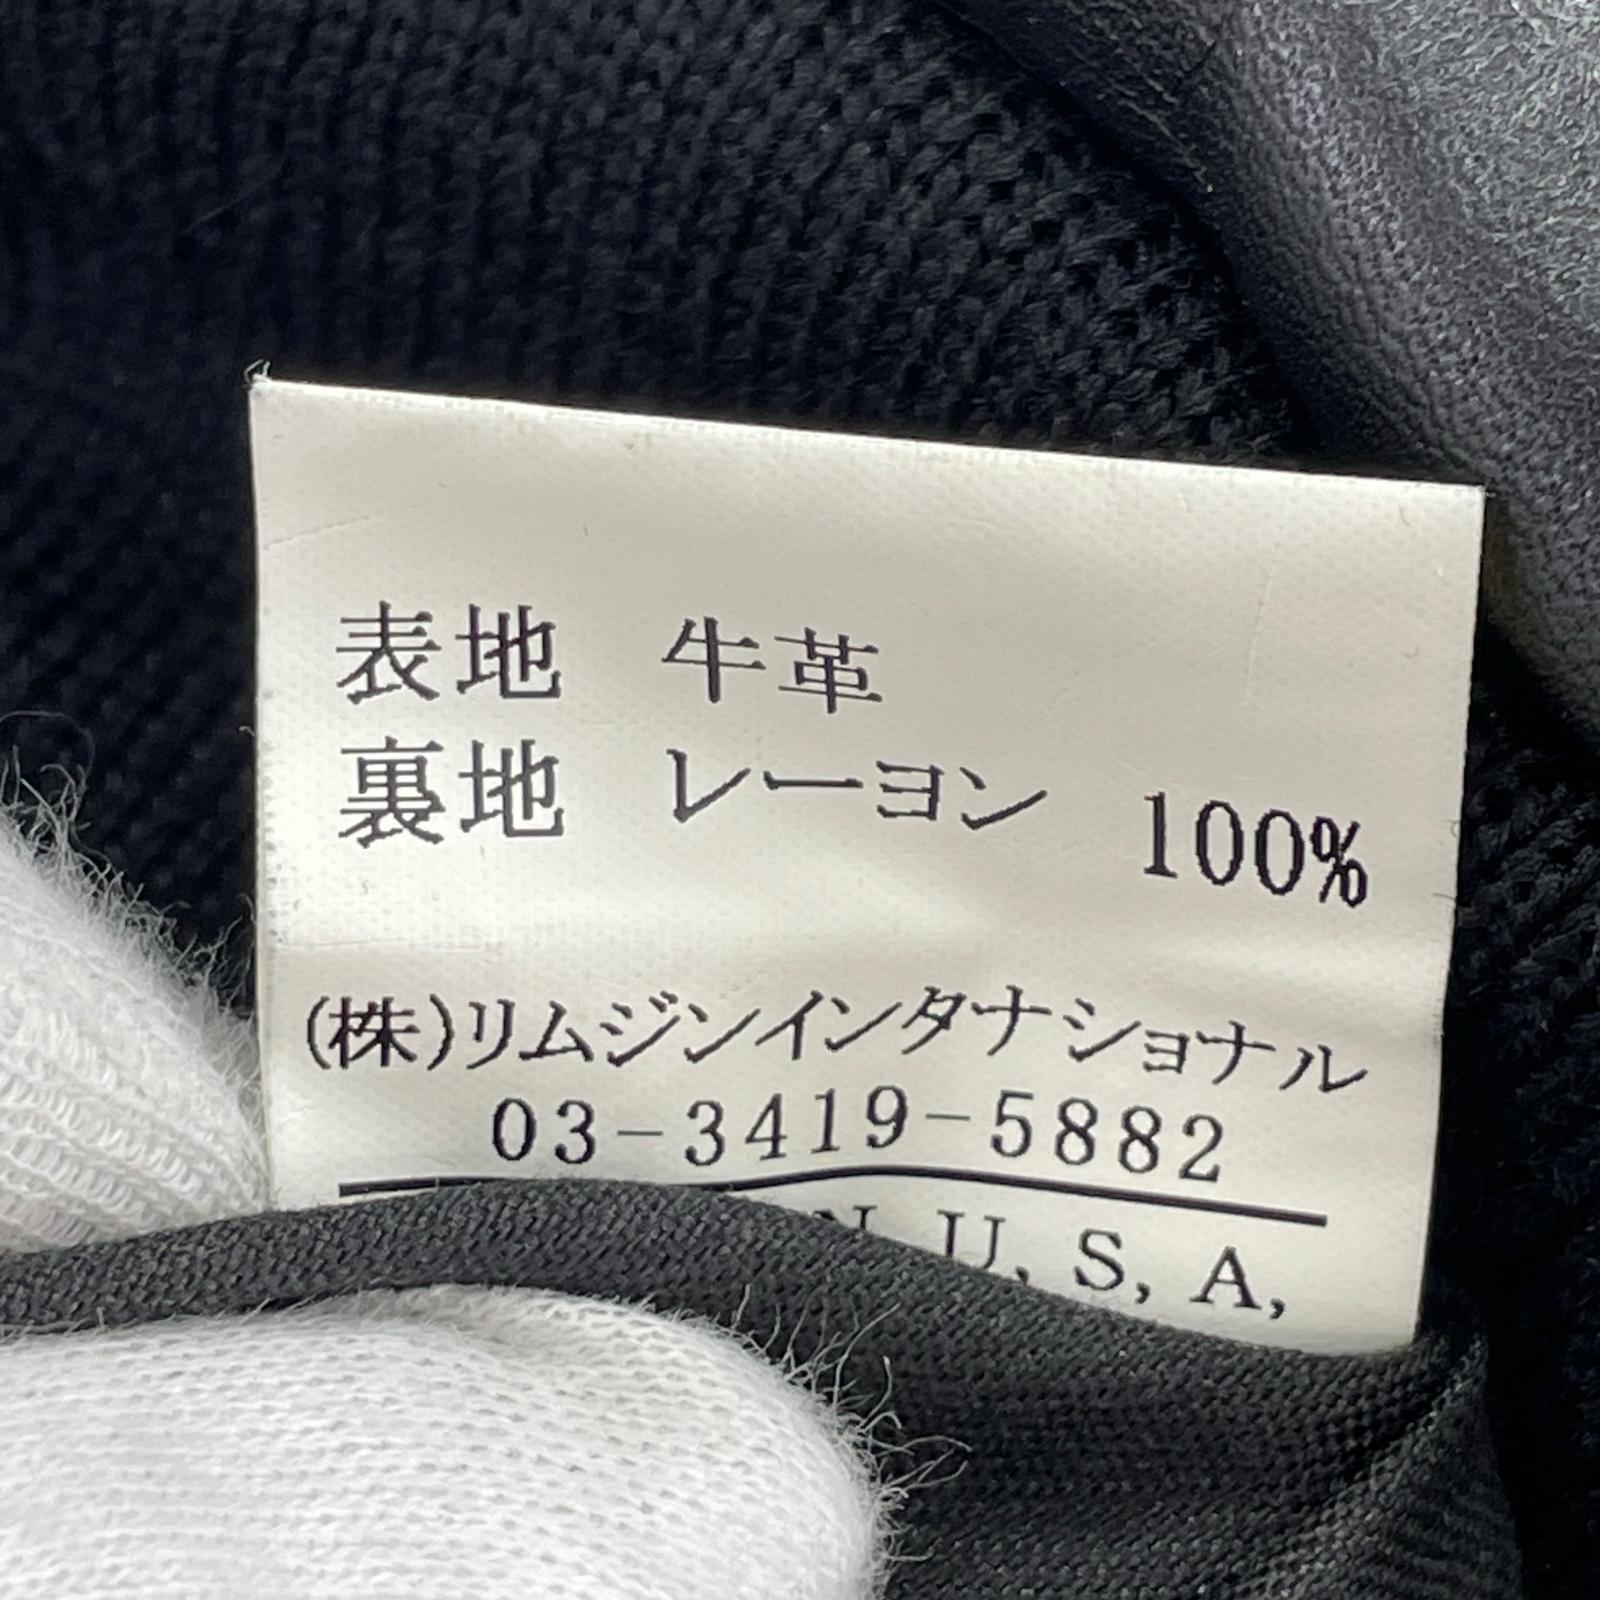 表地　牛革
裏地　レーヨン　100%
(株)リムジンインタナショナル
03-3419-5882
U. S, A,